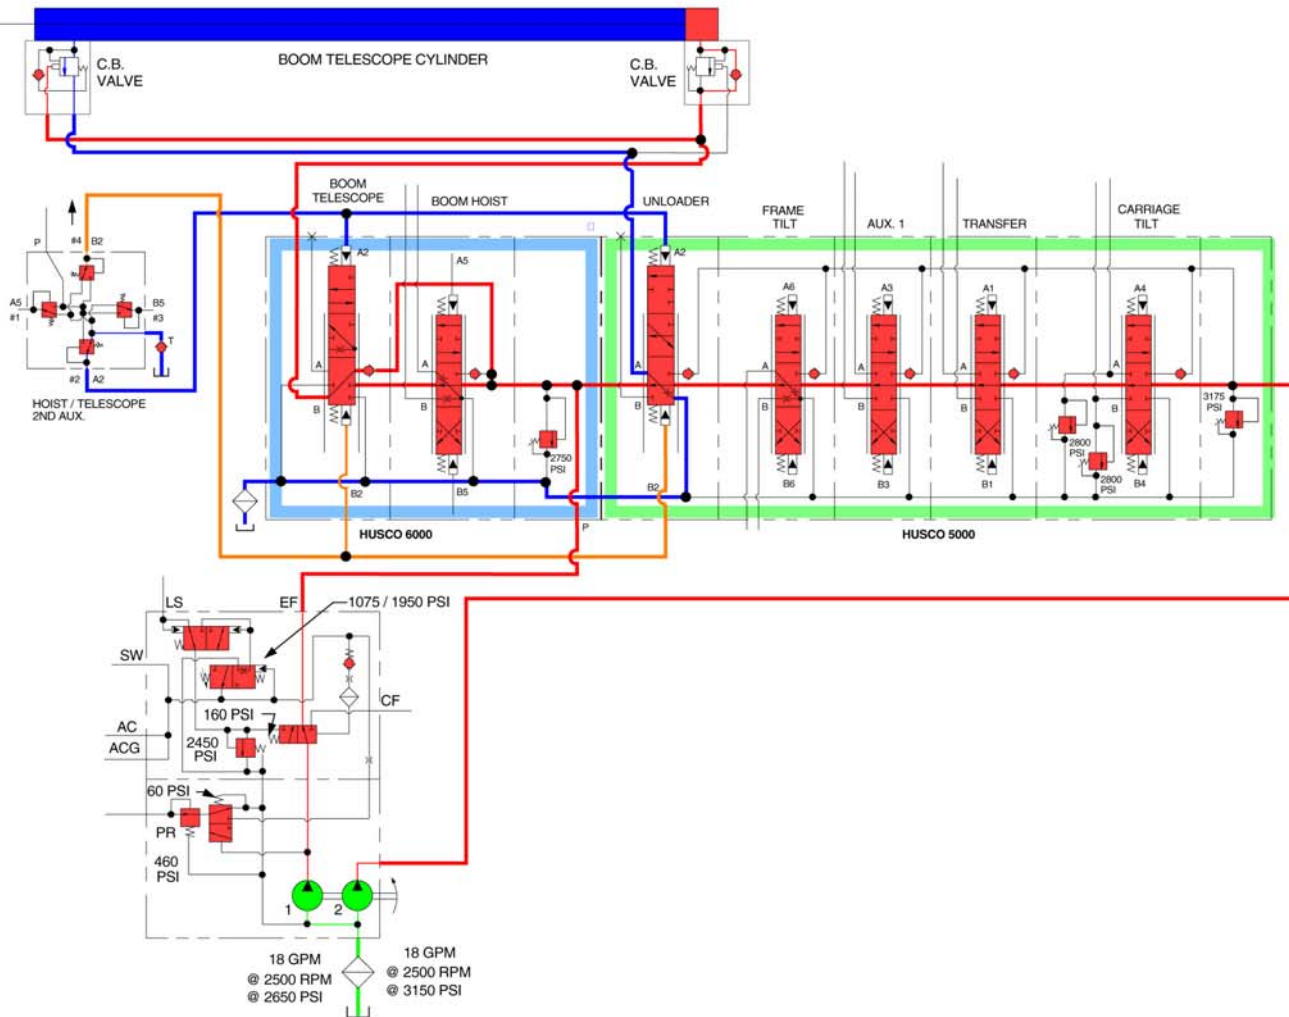 C.B.
VALVE
BOOM TELESCOPE CYLINDER
C.B.
VALVE
BOOM
TELESCOPE
BOOM HOIST
UNLOADER
FRAME
TILT
AUX. 1
TRANSFER
CARRIAGE
TILT
P
#4
B2
A5
#1
B5
#3
T
#2
A2
HOIST / TELESCOPE
2ND AUX.
A2
A5
A
B
A
B
B2
B5
2750
PSI
P
HUSCO 6000
A2
A
B
B2
A6
A
B
B6
A3
A
B
B3
A1
A
B
B1
A4
A
B
B4
2800
PSI
2800
PSI
3175
PSI
HUSCO 5000
LS
EF
1075 / 1950 PSI
SW
160 PSI
CF
AC
ACG
2450
PSI
60 PSI
PR
460
PSI
1
2
18 GPM
@ 2500 RPM
@ 2650 PSI
18 GPM
@ 2500 RPM
@ 3150 PSI